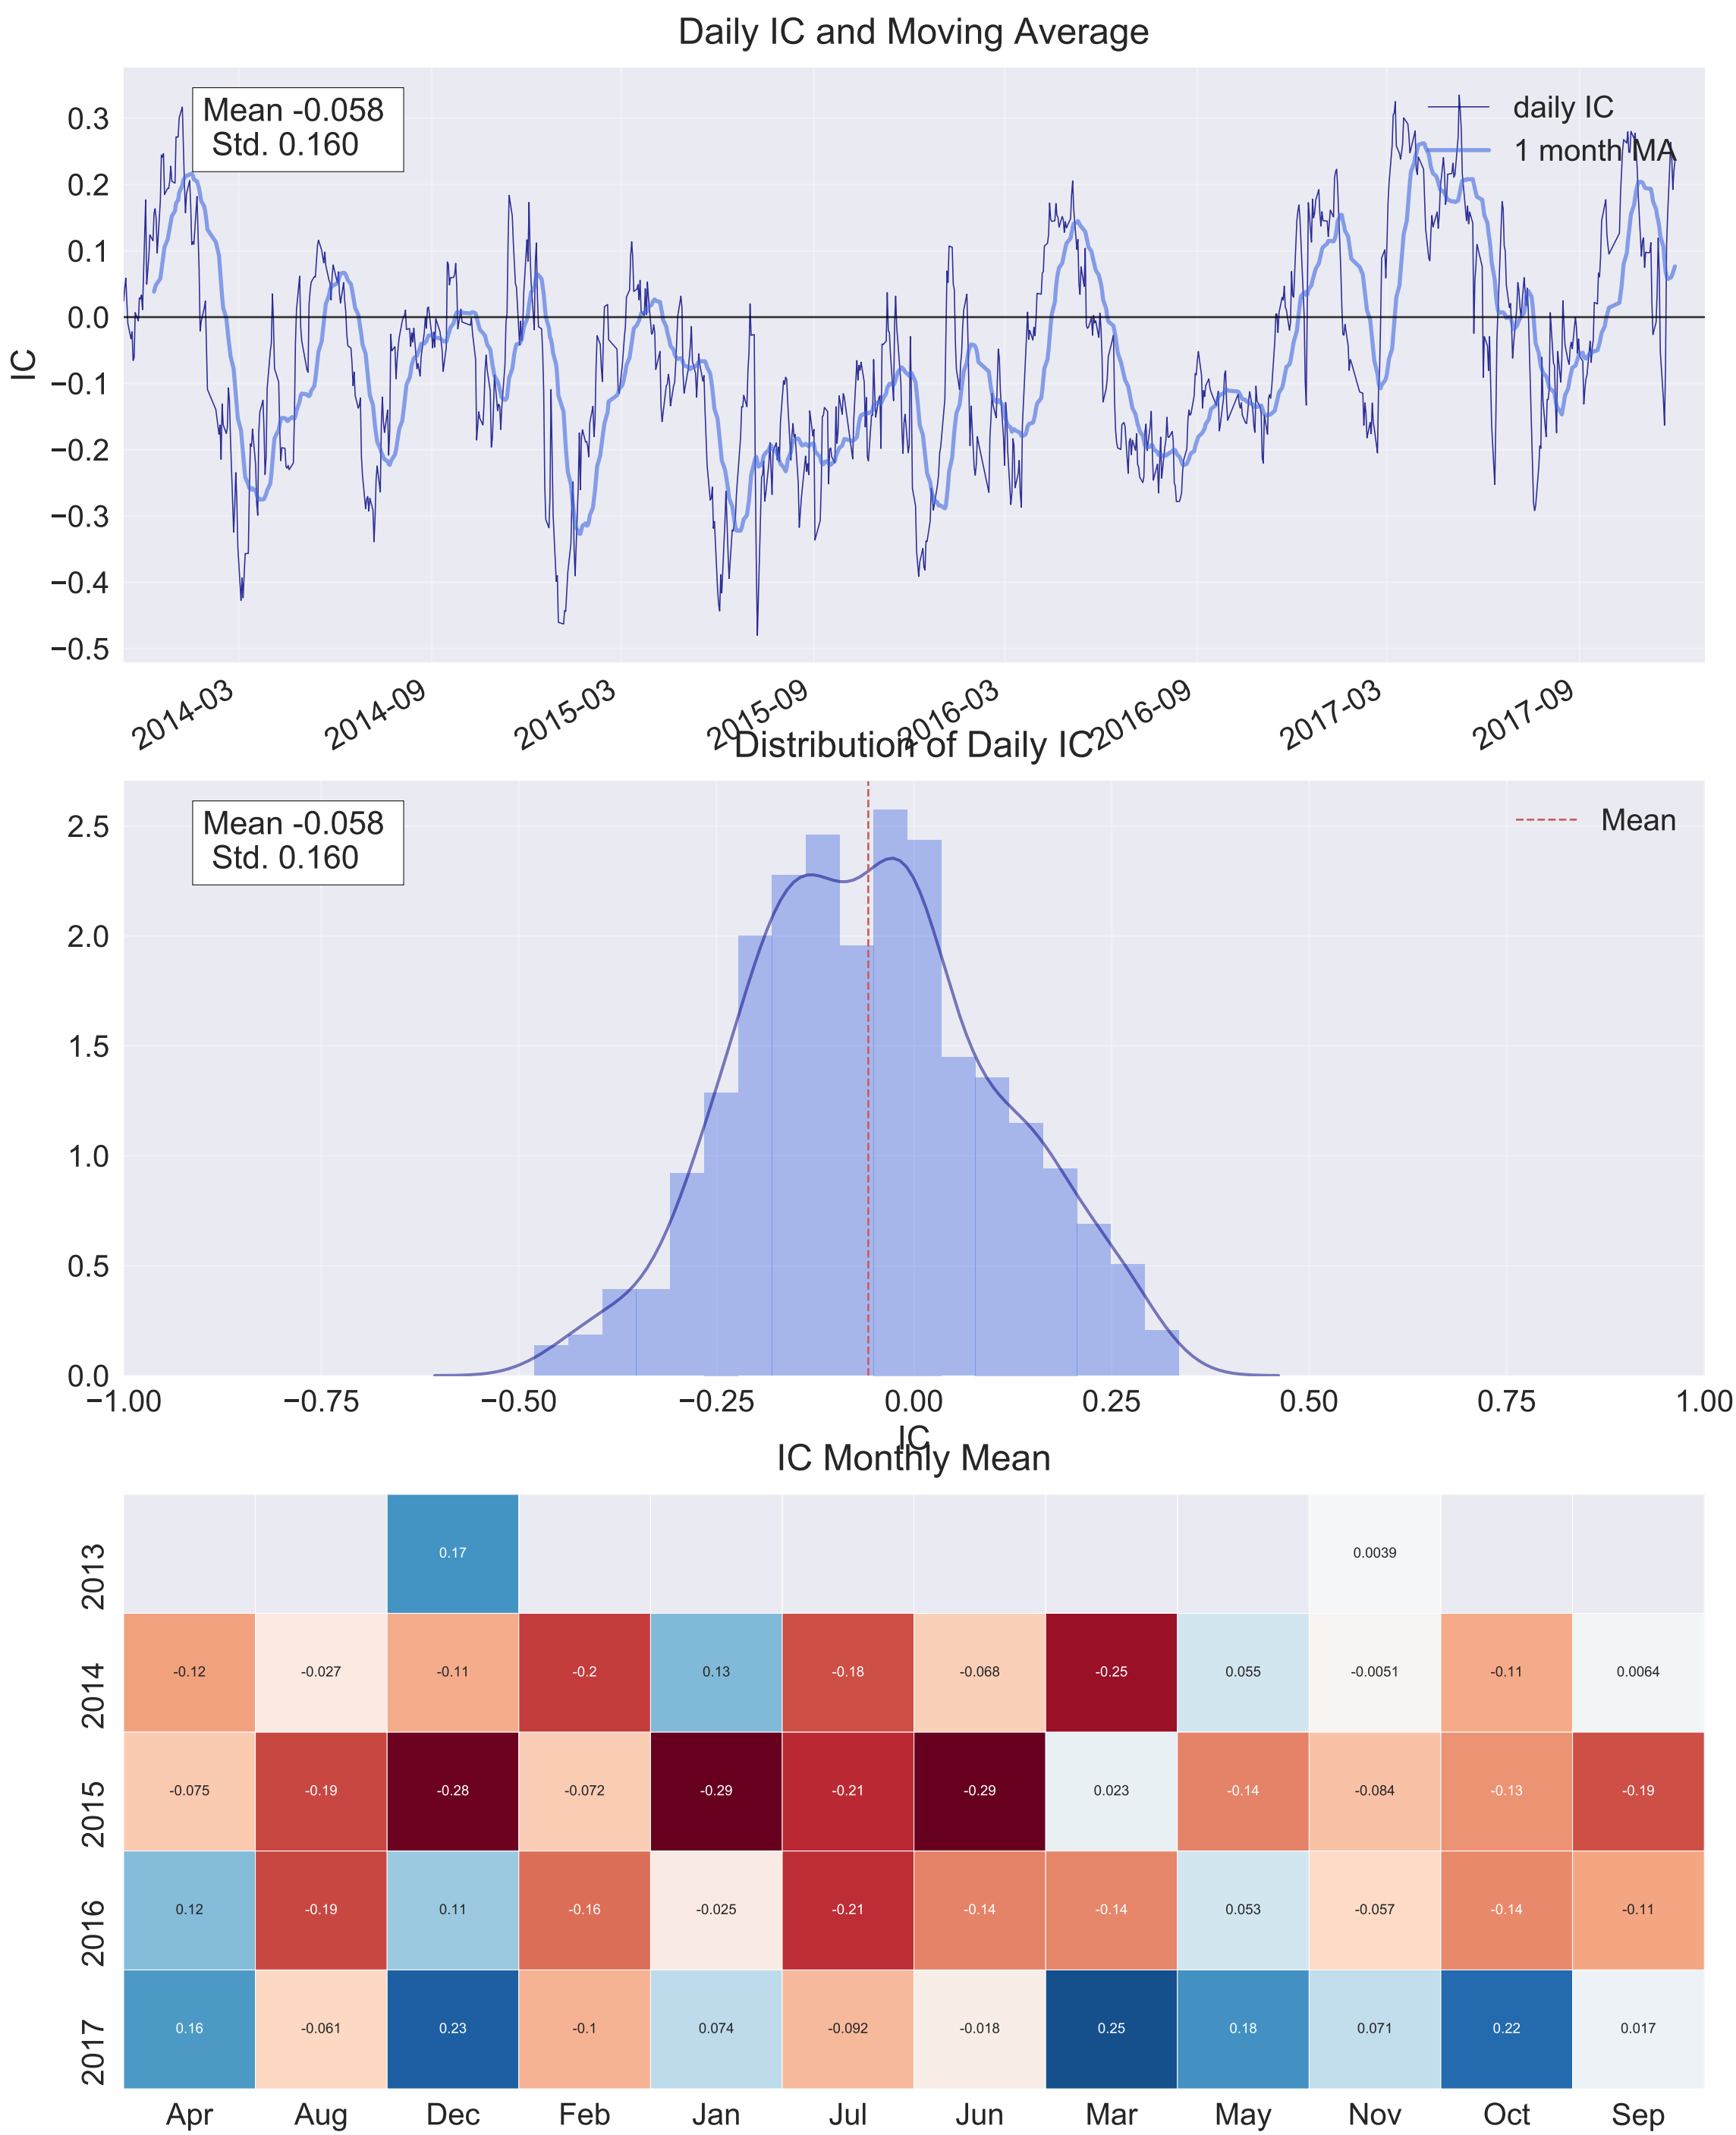 Daily IC and Moving Average
Mean -0.058
Std. 0.160
daily IC
1 month MA
0.3
0.2
0.1
0.0
−0.1
−0.2
−0.3
−0.4
−0.5
IC
2014-03 2014-09 2015-03 2015-09 2016-03 2016-09 2017-03 2017-09
Distribution of Daily IC
Mean -0.058
Std. 0.160
Mean
2.5
2.0
1.5
1.0
0.5
0.0
−1.00 −0.75 −0.50 −0.25 0.00 0.25 0.50 0.75 1.00
IC
IC Monthly Mean
2013 0.17 0.0039
2014 -0.12 -0.027 -0.11 -0.2 0.13 -0.18 -0.068 -0.25 0.055 -0.0051 -0.11 0.0064
2015 -0.075 -0.19 -0.28 -0.072 -0.29 -0.21 -0.29 0.023 -0.14 -0.084 -0.13 -0.19
2016 0.12 -0.19 0.11 -0.16 -0.025 -0.21 -0.14 -0.14 0.053 -0.057 -0.14 -0.11
2017 0.16 -0.061 0.23 -0.1 0.074 -0.092 -0.018 0.25 0.18 0.071 0.22 0.017
Apr Aug Dec Feb Jan Jul Jun Mar May Nov Oct Sep